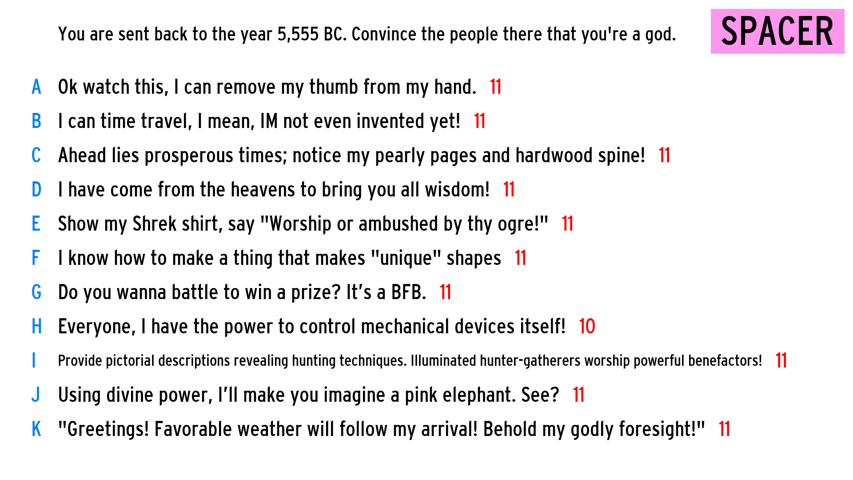 You are sent back to the year 5,555 BC. Convince the people there that you're a god. SPACER
A Ok watch this, I can remove my thumb from my hand. 11
B I can time travel, I mean, IM not even invented yet! 11
C Ahead lies prosperous times; notice my pearly pages and hardwood spine! 11
D I have come from the heavens to bring you all wisdom! 11
E Show my Shrek shirt, say "Worship or ambushed by thy ogre!" 11
F I know how to make a thing that makes "unique" shapes 11
G Do you wanna battle to win a prize? It’s a BFB. 11
H Everyone, I have the power to control mechanical devices itself! 10
I Provide pictorial descriptions revealing hunting techniques. Illuminated hunter-gatherers worship powerful benefactors! 11
J Using divine power, I’ll make you imagine a pink elephant. See? 11
K "Greetings! Favorable weather will follow my arrival! Behold my godly foresight!" 11